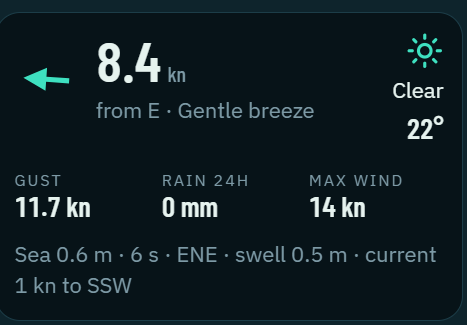 8.4 kn
from E · Gentle breeze
Clear
22°
GUST
11.7 kn
RAIN 24H
0 mm
MAX WIND
14 kn
Sea 0.6 m · 6 s · ENE · swell 0.5 m · current
1 kn to SSW